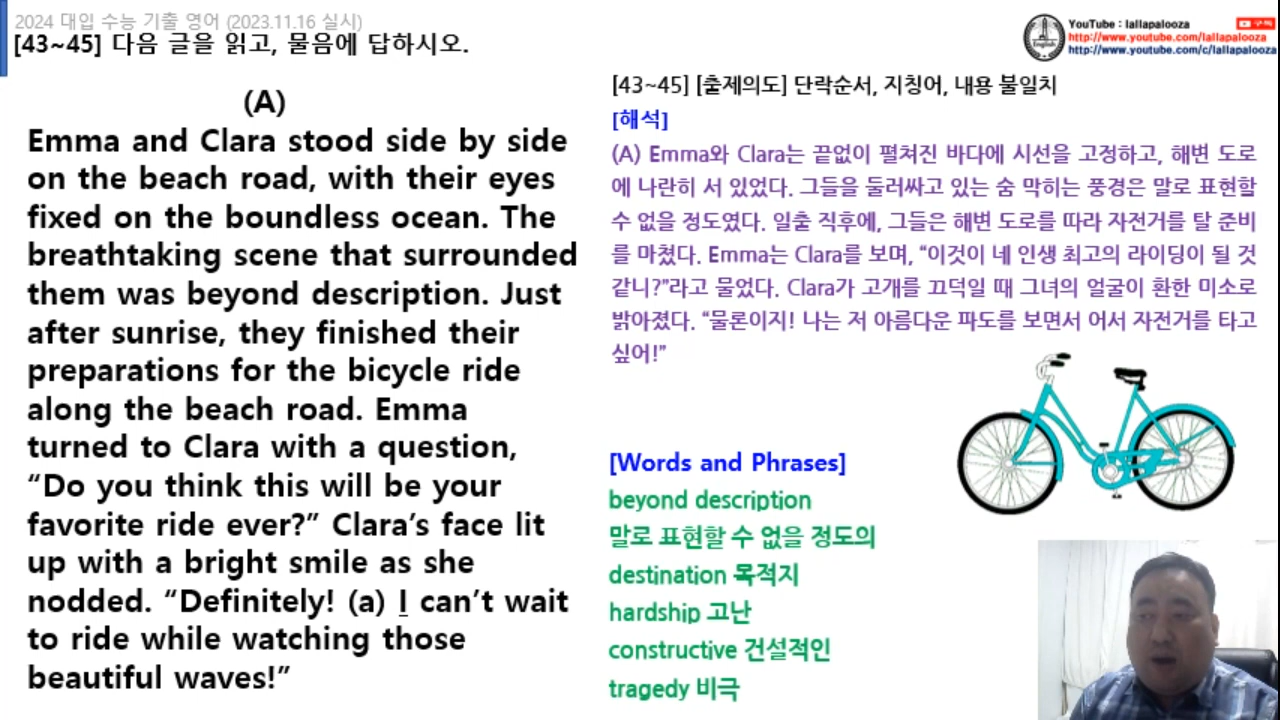 2024 대입 수능 기출 영어 (2023.11.16 실시)
[43~45] 다음 글을 읽고, 물음에 답하시오.
(A)
Emma and Clara stood side by side
on the beach road, with their eyes
fixed on the boundless ocean. The
breathtaking scene that surrounded
them was beyond description. Just
after sunrise, they finished their
preparations for the bicycle ride
along the beach road. Emma
turned to Clara with a question,
“Do you think this will be your
favorite ride ever?” Clara’s face lit
up with a bright smile as she
nodded. “Definitely! (a) I can’t wait
to ride while watching those
beautiful waves!”
YouTube : lallapalooza
구독
http://www.youtube.com/lallapalooza
http://www.youtube.com/c/lallapalooza
English
[43~45] [출제의도] 단락순서, 지칭어, 내용 불일치
[해석]
(A) Emma와 Clara는 끝없이 펼쳐진 바다에 시선을 고정하고, 해변 도로
에 나란히 서 있었다. 그들을 둘러싸고 있는 숨 막히는 풍경은 말로 표현할
수 없을 정도였다. 일출 직후에, 그들은 해변 도로를 따라 자전거를 탈 준비
를 마쳤다. Emma는 Clara를 보며, “이것이 네 인생 최고의 라이딩이 될 것
같니?”라고 물었다. Clara가 고개를 끄덕일 때 그녀의 얼굴이 환한 미소로
밝아졌다. “물론이지! 나는 저 아름다운 파도를 보면서 어서 자전거를 타고
싶어!”
[Words and Phrases]
beyond description
말로 표현할 수 없을 정도의
destination 목적지
hardship 고난
constructive 건설적인
tragedy 비극